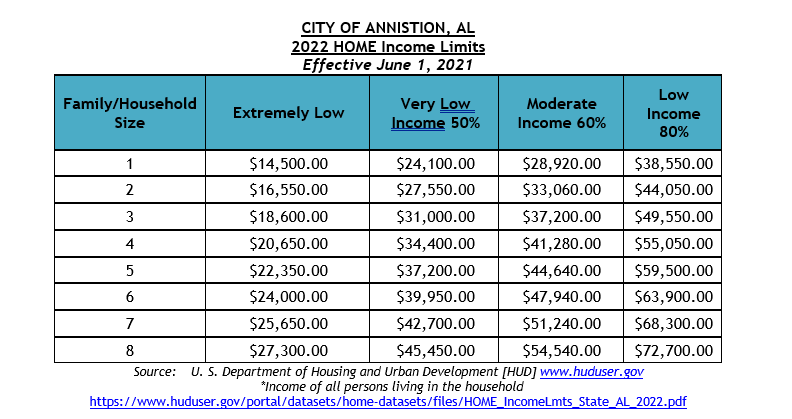 CITY OF ANNISTION, AL
2022 HOME Income Limits
Effective June 1, 2021
Family/Household Size Extremely Low Very Low Income 50% Moderate Income 60% Low Income 80%
1 $14,500.00 $24,100.00 $28,920.00 $38,550.00
2 $16,550.00 $27,550.00 $33,060.00 $44,050.00
3 $18,600.00 $31,000.00 $37,200.00 $49,550.00
4 $20,650.00 $34,400.00 $41,280.00 $55,050.00
5 $22,350.00 $37,200.00 $44,640.00 $59,500.00
6 $24,000.00 $39,950.00 $47,940.00 $63,900.00
7 $25,650.00 $42,700.00 $51,240.00 $68,300.00
8 $27,300.00 $45,450.00 $54,540.00 $72,700.00
Source: U. S. Department of Housing and Urban Development [HUD] www.huduser.gov
*Income of all persons living in the household
https://www.huduser.gov/portal/datasets/home-datasets/files/HOME_IncomeLmts_State_AL_2022.pdf